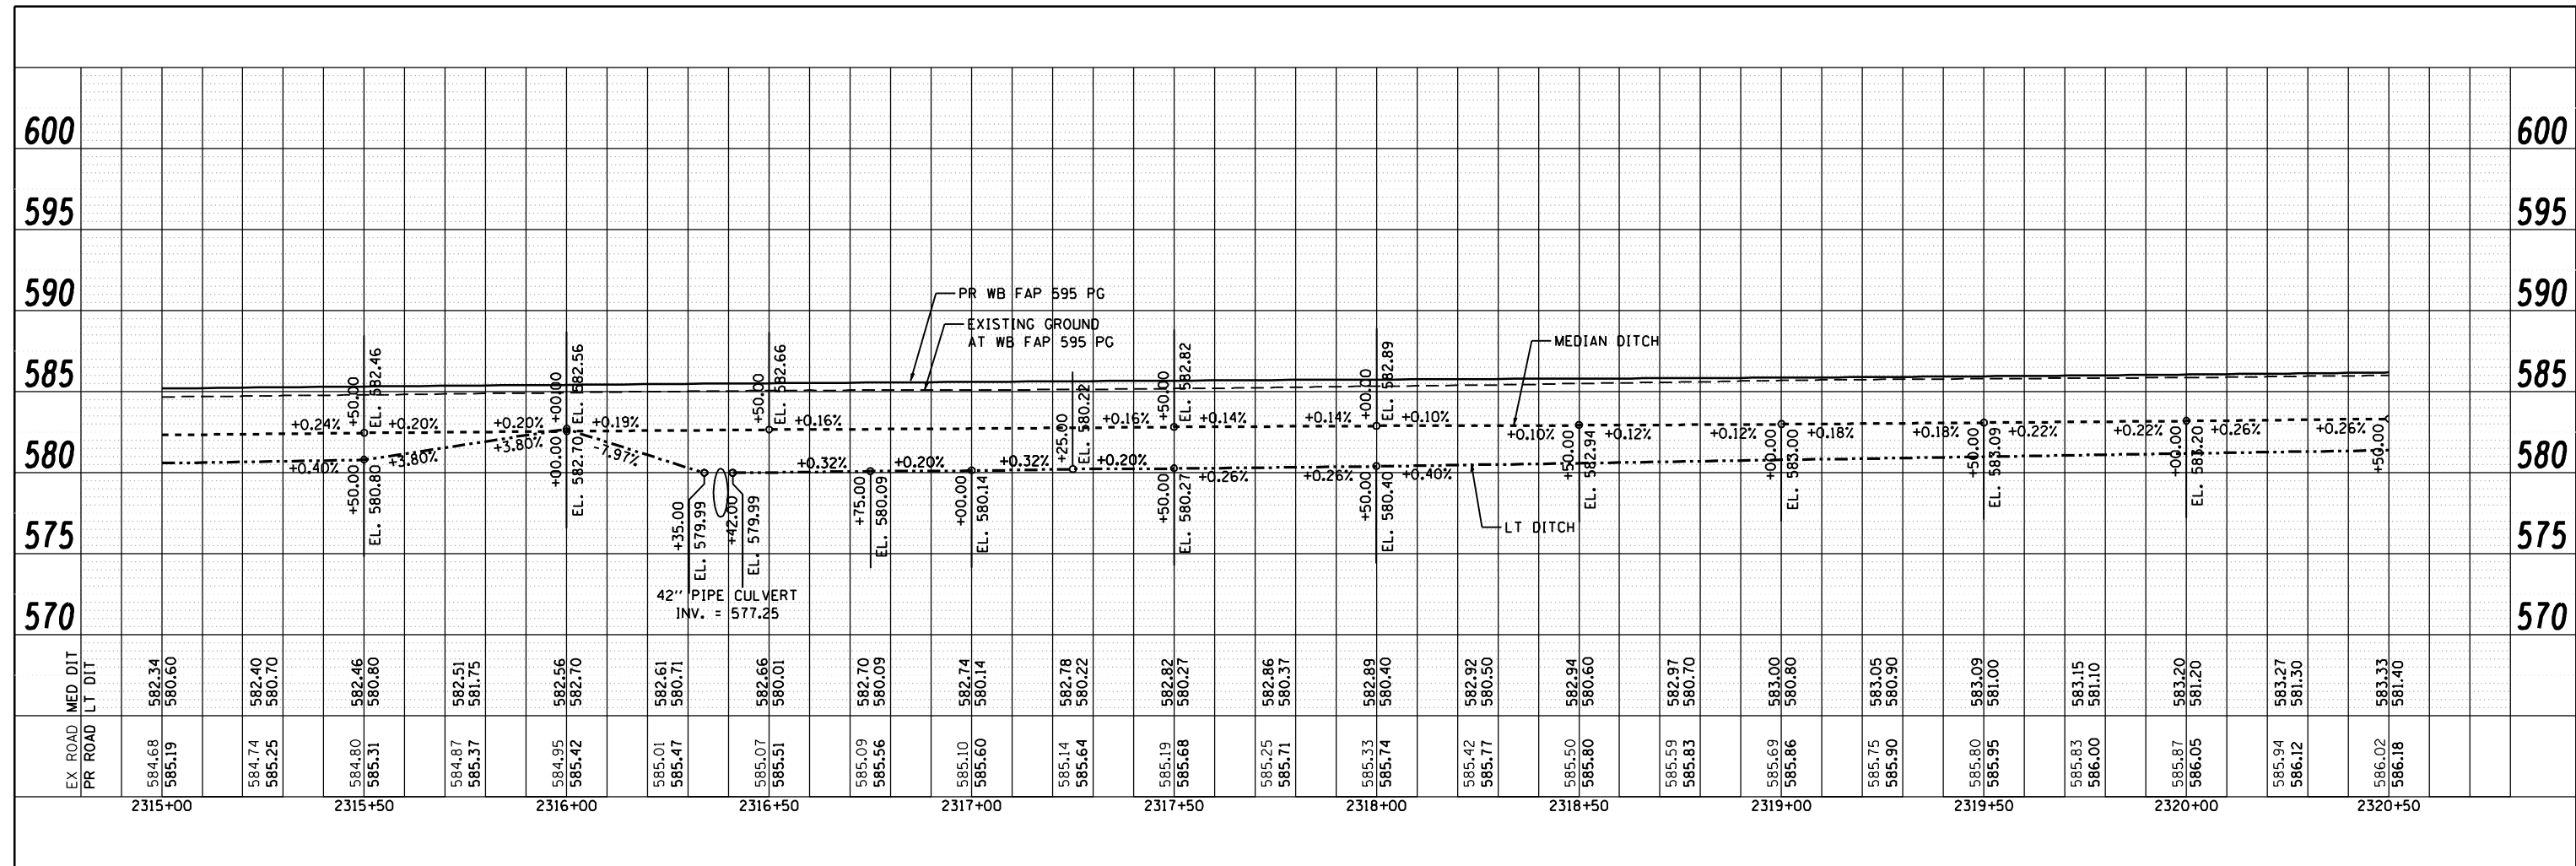 600 600
595 595
590 590
585 585
580 580
575 575
570 570
PR WB FAP 595 PG
EXISTING GROUND
AT WB FAP 595 PG
MEDIAN DITCH
LT DITCH
+50.00 EL. 582.46
+00.00 EL. 582.56
+50.00 EL. 582.66
+50.00 EL. 582.82
+00.00 EL. 582.89
+0.24% +0.20% +0.20% +0.19% +0.16% +0.16% +0.14% +0.14% +0.10% +0.10% +0.12% +0.12% +0.18% +0.18% +0.22% +0.22% +0.26% +0.26%
+0.40% +3.80% +3.80% -7.97% +0.32% +0.20% +0.32% +0.20% +0.26% +0.26% +0.40%
+50.00 EL. 580.80
+00.00 EL. 582.70
+35.00 EL. 579.99
+42.00 EL. 579.99
+75.00 EL. 580.09
+00.00 EL. 580.14
+25.00 EL. 580.22
+50.00 EL. 580.27
+50.00 EL. 580.40
+50.00 EL. 582.94
+00.00 EL. 583.00
+50.00 EL. 583.09
+00.00 EL. 583.20
+50.00
42" PIPE CULVERT
INV. = 577.25
MED DIT 582.34 582.40 582.46 582.51 582.56 582.61 582.66 582.70 582.74 582.78 582.82 582.86 582.89 582.92 582.94 582.97 583.00 583.05 583.09 583.15 583.20 583.27 583.33
LT DIT 580.60 580.70 580.80 581.75 582.70 580.71 580.01 580.09 580.14 580.22 580.27 580.37 580.40 580.50 580.60 580.70 580.80 580.90 581.00 581.10 581.20 581.30 581.40
EX ROAD 584.68 584.74 584.80 584.87 584.95 585.01 585.07 585.09 585.10 585.14 585.19 585.25 585.33 585.42 585.50 585.59 585.69 585.75 585.80 585.83 585.87 585.94 586.02
PR ROAD 585.19 585.25 585.31 585.37 585.42 585.47 585.51 585.56 585.60 585.64 585.68 585.71 585.74 585.77 585.80 585.83 585.86 585.90 585.95 586.00 586.05 586.12 586.18
2315+00 2315+50 2316+00 2316+50 2317+00 2317+50 2318+00 2318+50 2319+00 2319+50 2320+00 2320+50